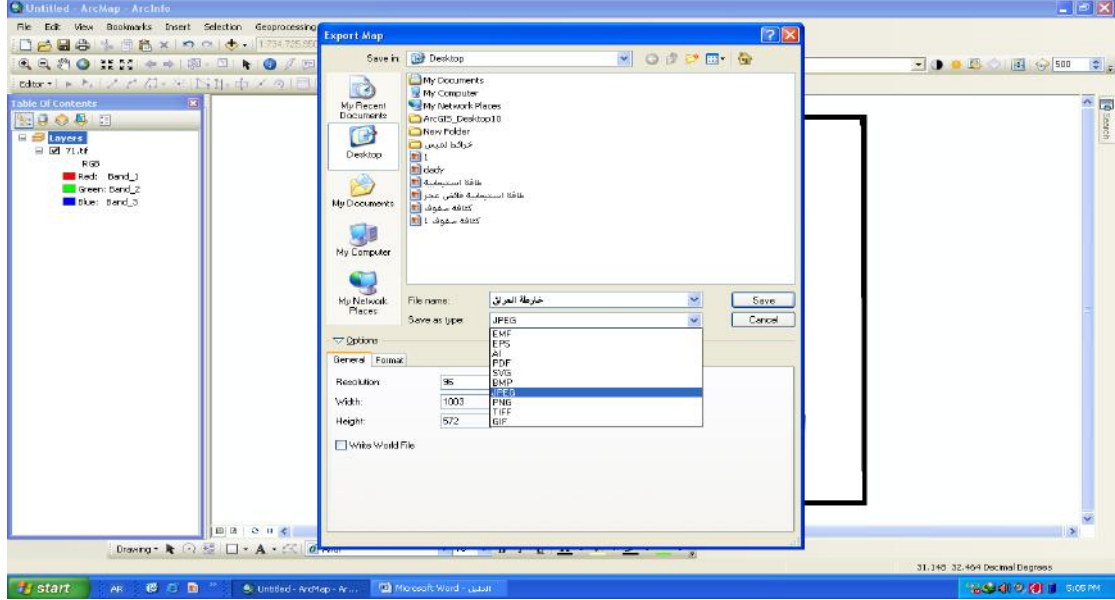 Untitled - ArcMap - ArcInfo
File Edit View Bookmarks Insert Selection Geoprocessing
Editor
500
Table Of Contents
Layers
71.tif
RGB
Red: Band_1
Green: Band_2
Blue: Band_3
Search
Export Map
Save in: Desktop
My Recent Documents
Desktop
My Documents
My Computer
My Network Places
My Documents
My Computer
My Network Places
ArcGIS_Desktop10
New Folder
1
dady
طاقة استيعابية
كثافة صفوف
كثافة صفوف 1
File name: خارطة العراق
Save as type: JPEG
Save
Cancel
EMF
EPS
AI
PDF
SVG
BMP
JPEG
PNG
TIFF
GIF
Options
General Format
Resolution: 96
Width: 1003
Height: 572
Write World File
Drawing
31.148 32.464 Decimal Degrees
start
AR
Untitled - ArcMap - Ar...
Microsoft Word -
5:05 PM